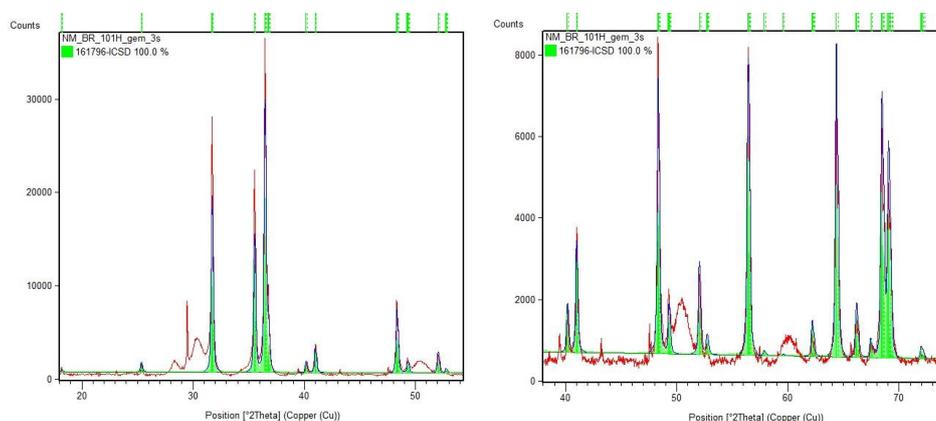 Counts
NM_BR_101H_gem_3s
161796-ICSD 100.0 %
30000
20000
10000
0
20 30 40 50
Position [°2Theta] (Copper (Cu))
Counts
NM_BR_101H_gem_3s
161796-ICSD 100.0 %
8000
6000
4000
2000
0
40 50 60 70
Position [°2Theta] (Copper (Cu))